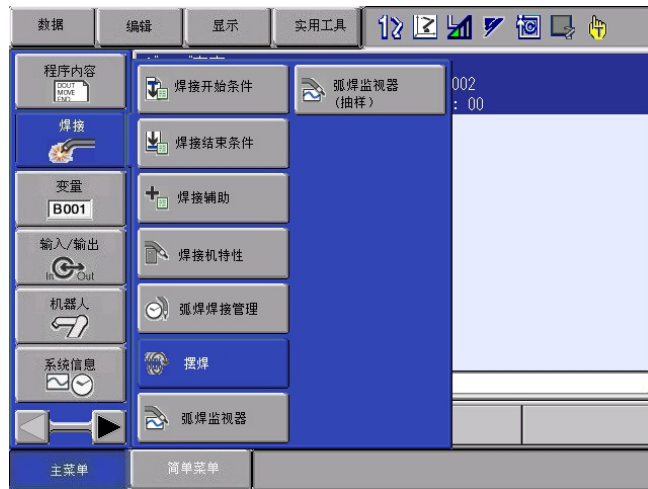 数据
编辑
显示
实用工具
程序内容
DOUT
MOVE
END
焊接
变量
B001
输入/输出
In Out
机器人
系统信息
焊接开始条件
焊接结束条件
焊接辅助
焊接机特性
弧焊焊接管理
摆焊
弧焊监视器
弧焊监视器
(抽样)
002
: 00
主菜单
简单菜单